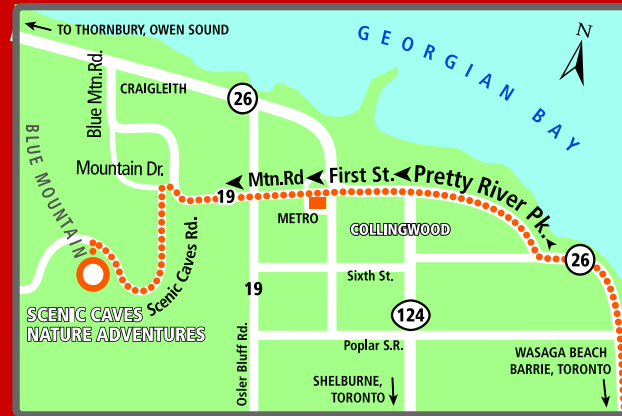 TO THORNBURY, OWEN SOUND
GEORGIAN BAY
N
Blue Mtn.Rd.
CRAIGLEITH
26
BLUE MOUNTAIN
Mountain Dr.
19
Mtn.Rd
First St.
Pretty River Pk.
METRO
COLLINGWOOD
Scenic Caves Rd.
26
Sixth St.
19
SCENIC CAVES
NATURE ADVENTURES
124
Osler Bluff Rd.
Poplar S.R.
SHELBURNE,
TORONTO
WASAGA BEACH
BARRIE, TORONTO